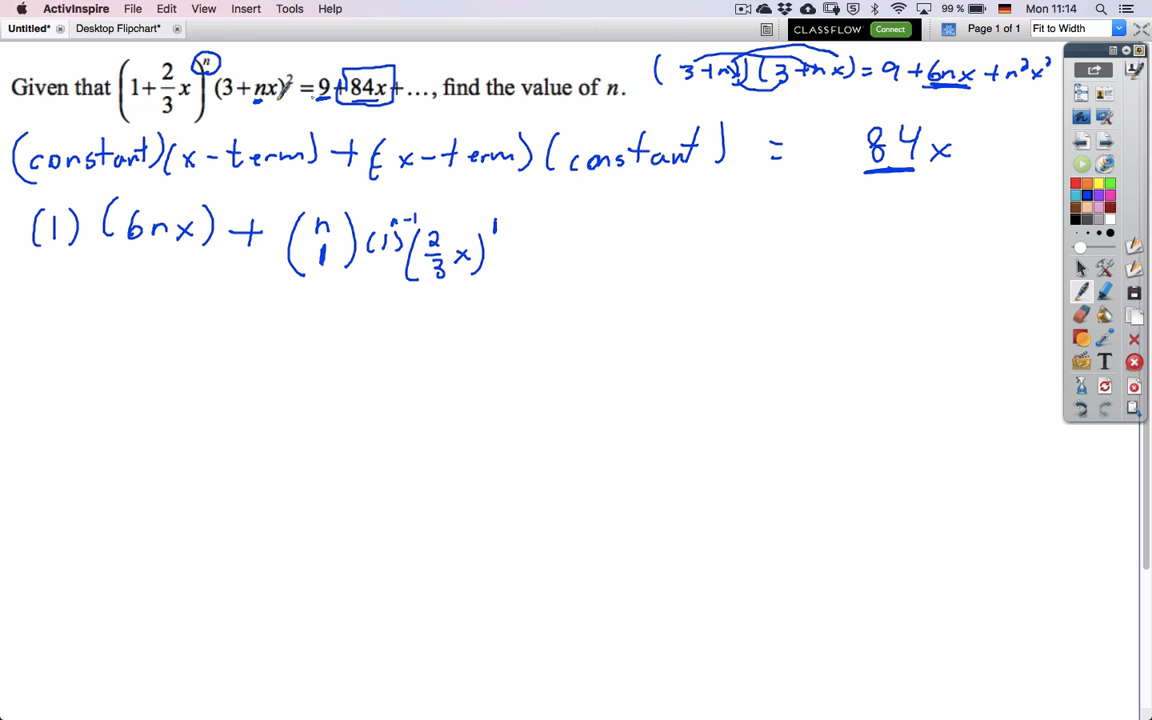 ActivInspire File Edit View Insert Tools Help 99% Mon 11:14
Untitled* Desktop Flipchart* CLASSFLOW Connect Page 1 of 1 Fit to Width
(3+nx)(3+nx) = 9+6nx+n²x²
Given that (1+2/3x)ⁿ(3+nx)² = 9+84x+..., find the value of n.
(constant)(x-term) + (x-term)(constant) = 84x
(1)(6nx) + (n 1)(1)ⁿ⁻¹(2/3x)¹
T